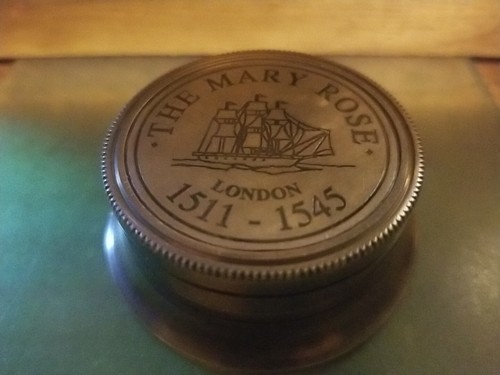 ·THE MARY ROSE·
LONDON
1511 - 1545